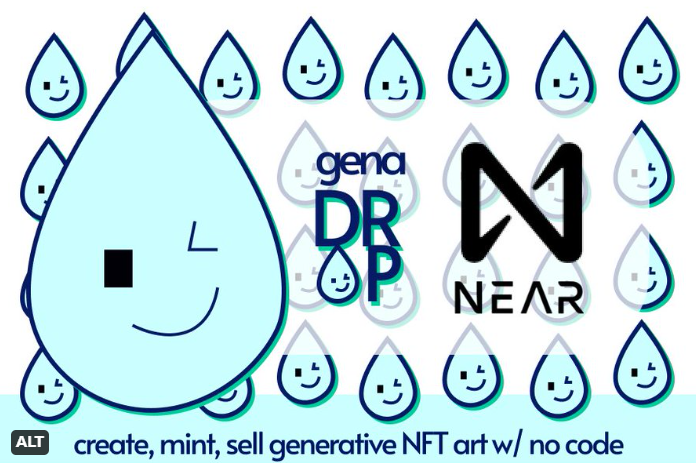 gena
DR
P
NEAR
ALT
create, mint, sell generative NFT art w/ no code